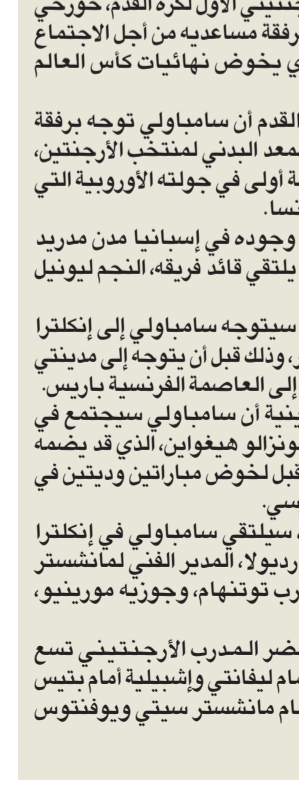 جنتيني الأول لكرة القدم، خورخي
رفقة مساعديه من أجل الاجتماع
ي يخوض نهائيات كأس العالم
القدم أن سامباولي توجه برفقة
معد البدني لمنتخب الأرجنتين،
ة أولى في جولته الأوروبية التي
نسا.
وجوده في إسبانيا مدن مدريد
يلتقي قائد فريقه، النجم ليونيل
سيتوجه سامباولي إلى إنكلترا
ر، وذلك قبل أن يتوجه إلى مدينتي
إلى العاصمة الفرنسية باريس.
ينية أن سامباولي سيجتمع في
ونزالو هيغواين، الذي قد يضمه
قبل لخوض مباراتين وديتين في
سي.
، سيلتقي سامباولي في إنكلترا
رديولا، المدير الفني لمانشستر
رب توتنهام، وجوزيه مورينيو،
ضر المدرب الأرجنتيني تسع
مام ليفانتي وإشبيلية أمام بتيس
ام مانشستر سيتي ويوفنتوس